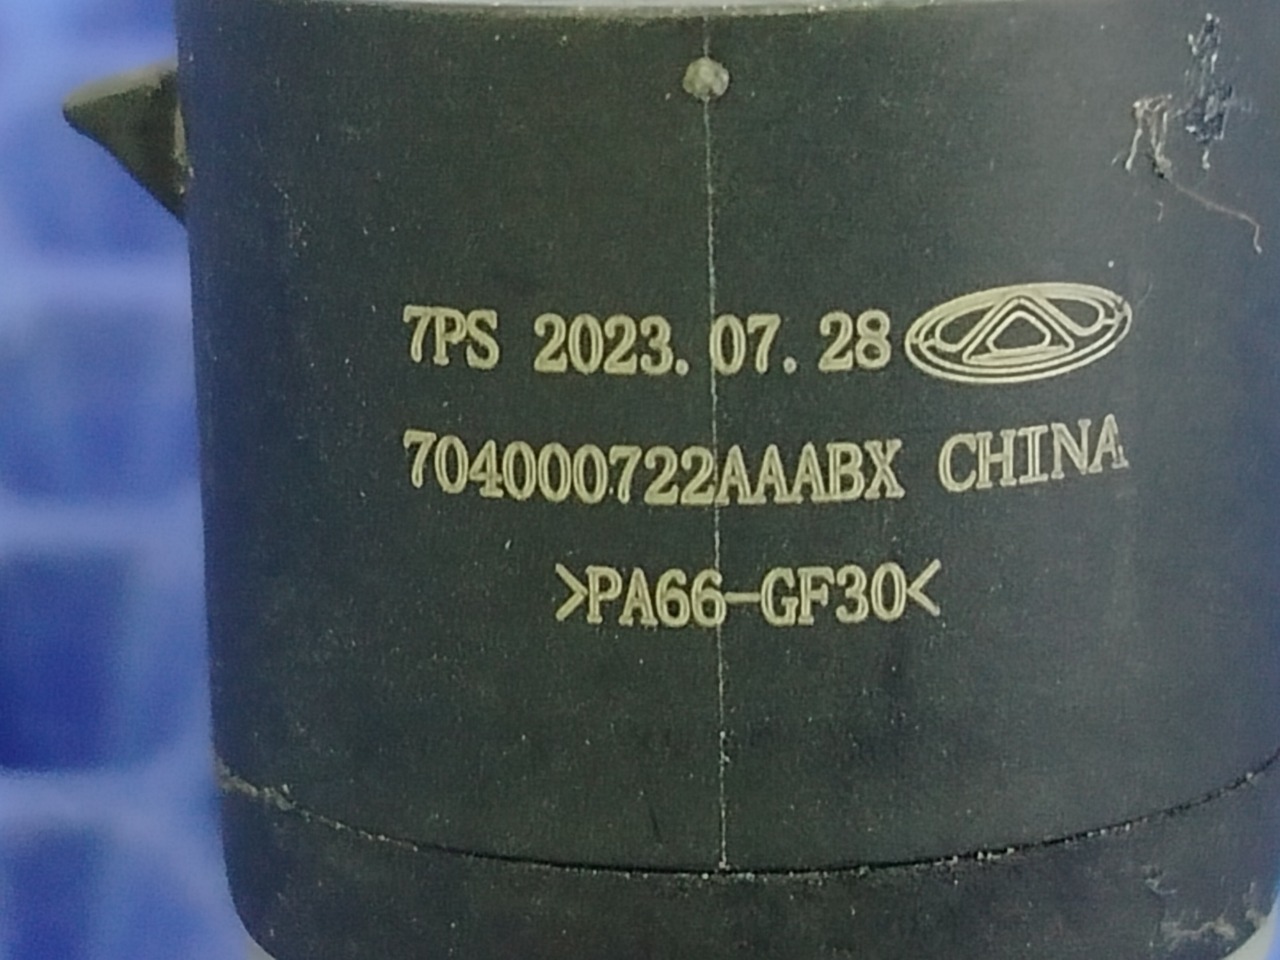 7PS 2023.07.28
704000722AAABX CHINA
>PA66-GF30<